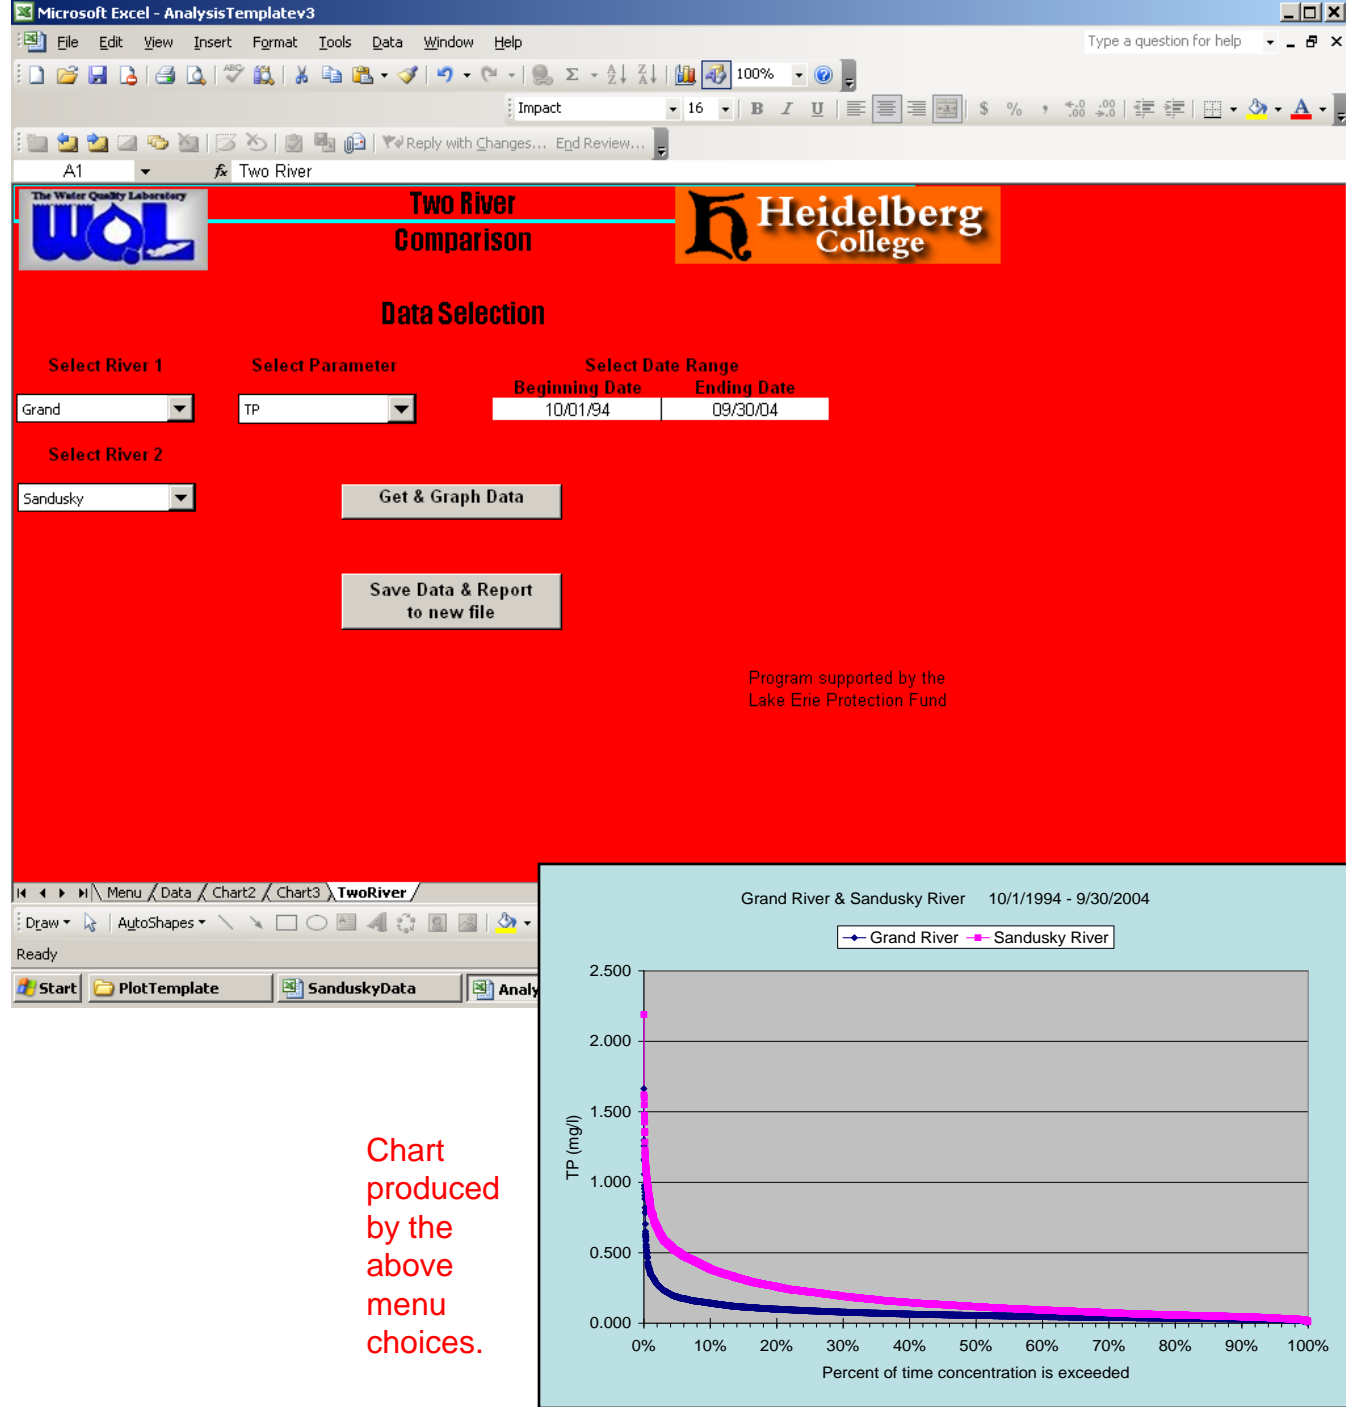 Microsoft Excel - AnalysisTemplatev3
File Edit View Insert Format Tools Data Window Help
Type a question for help
100%
Impact 16 B I U $ % ,
Reply with Changes... End Review...
A1 fx Two River
The Water Quality Laboratory
WQL
Two River
Comparison
Heidelberg
College
Data Selection
Select River 1
Select Parameter
Select Date Range
Beginning Date Ending Date
Grand
TP
10/01/94 09/30/04
Select River 2
Sandusky
Get & Graph Data
Save Data & Report
to new file
Program supported by the
Lake Erie Protection Fund
Menu Data Chart2 Chart3 TwoRiver
Draw AutoShapes
Ready
Start PlotTemplate SanduskyData Analy
Chart
produced
by the
above
menu
choices.
Grand River & Sandusky River 10/1/1994 - 9/30/2004
Grand River Sandusky River
2.500
2.000
1.500
1.000
0.500
0.000
TP (mg/l)
0% 10% 20% 30% 40% 50% 60% 70% 80% 90% 100%
Percent of time concentration is exceeded